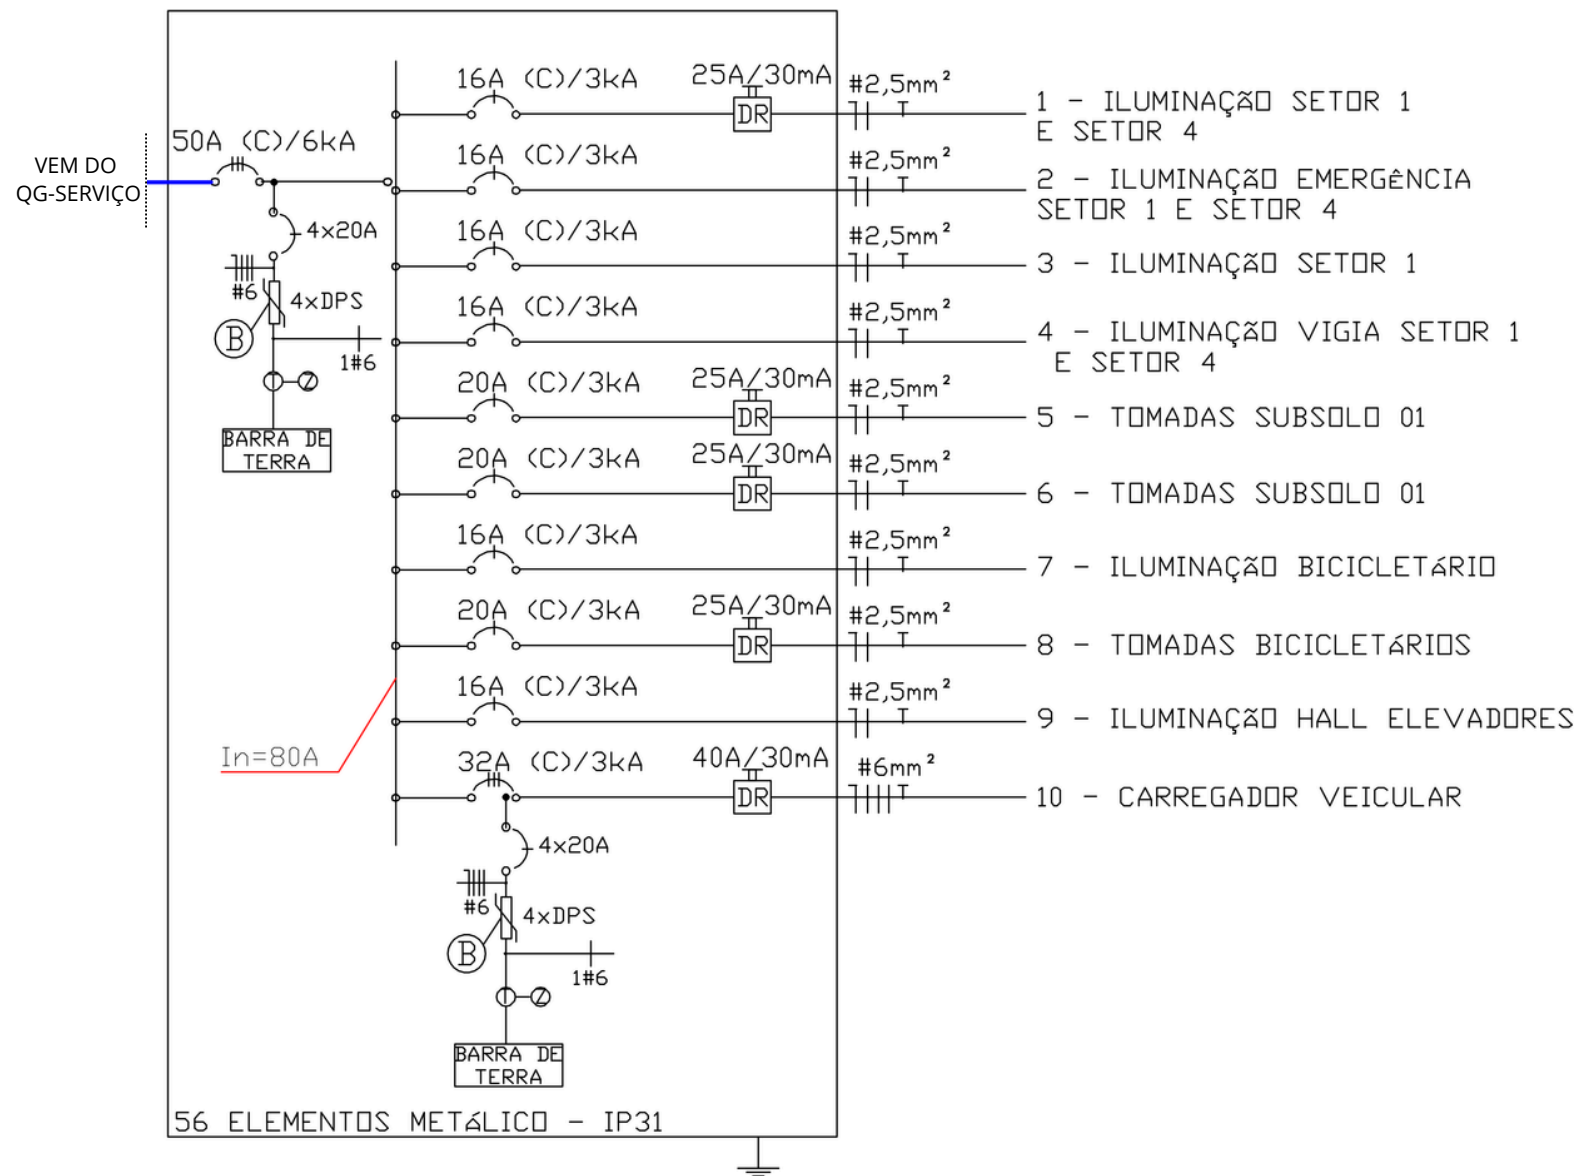 16A (C)/3kA
25A/30mA
DR
#2,5mm²
1 - ILUMINAÇÃO SETOR 1
E SETOR 4
50A (C)/6kA
VEM DO
QG-SERVIÇO
16A (C)/3kA
#2,5mm²
2 - ILUMINAÇÃO EMERGÊNCIA
SETOR 1 E SETOR 4
4x20A
16A (C)/3kA
#2,5mm²
3 - ILUMINAÇÃO SETOR 1
#6
4xDPS
B
1#6
T
Z
BARRA DE
TERRA
16A (C)/3kA
#2,5mm²
4 - ILUMINAÇÃO VIGIA SETOR 1
E SETOR 4
20A (C)/3kA
25A/30mA
DR
#2,5mm²
5 - TOMADAS SUBSOLO 01
20A (C)/3kA
25A/30mA
DR
#2,5mm²
6 - TOMADAS SUBSOLO 01
16A (C)/3kA
#2,5mm²
7 - ILUMINAÇÃO BICICLETÁRIO
20A (C)/3kA
25A/30mA
DR
#2,5mm²
8 - TOMADAS BICICLETÁRIOS
16A (C)/3kA
#2,5mm²
9 - ILUMINAÇÃO HALL ELEVADORES
In=80A
32A (C)/3kA
40A/30mA
DR
#6mm²
10 - CARREGADOR VEICULAR
4x20A
#6
4xDPS
B
1#6
T
Z
BARRA DE
TERRA
56 ELEMENTOS METÁLICO - IP31